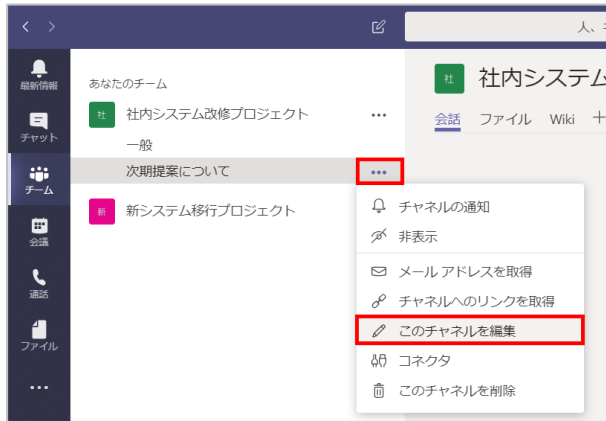 人、キ
最新情報
チャット
チーム
会議
通話
ファイル
あなたのチーム
社 社内システム改修プロジェクト
一般
次期提案について
新 新システム移行プロジェクト
社 社内システム
会話 ファイル Wiki
チャネルの通知
非表示
メール アドレスを取得
チャネルへのリンクを取得
このチャネルを編集
コネクタ
このチャネルを削除